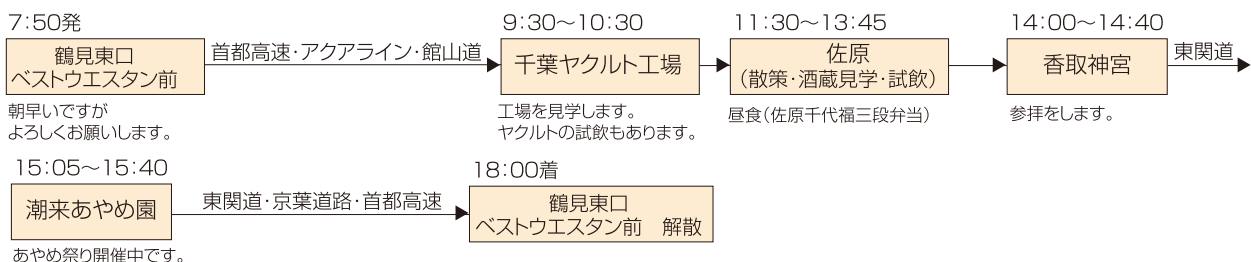 7：50発
鶴見東口
ベストウエスタン前
朝早いですが
よろしくお願いします。
首都高速・アクアライン・館山道
9：30〜10：30
千葉ヤクルト工場
工場を見学します。
ヤクルトの試飲もあります。
11：30〜13：45
佐原
（散策・酒蔵見学・試飲）
昼食（佐原千代福三段弁当）
14：00〜14：40
香取神宮
参拝をします。
東関道
15：05〜15：40
潮来あやめ園
あやめ祭り開催中です。
東関道・京葉道路・首都高速
18：00着
鶴見東口
ベストウエスタン前　解散